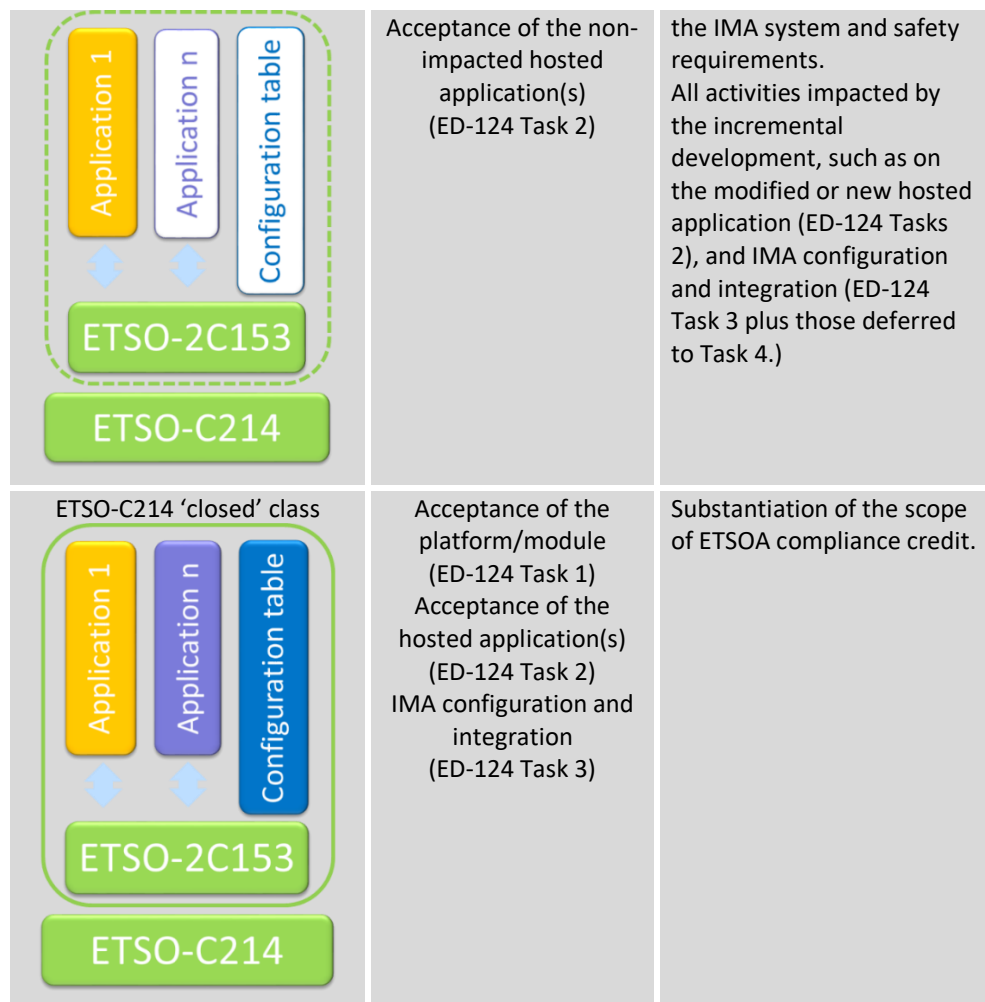 Application 1
Application n
Configuration table
ETSO-2C153
ETSO-C214
Acceptance of the non-
impacted hosted
application(s)
(ED-124 Task 2)
the IMA system and safety
requirements.
All activities impacted by
the incremental
development, such as on
the modified or new hosted
application (ED-124 Tasks
2), and IMA configuration
and integration (ED-124
Task 3 plus those deferred
to Task 4.)
ETSO-C214 ‘closed’ class
Application 1
Application n
Configuration table
ETSO-2C153
ETSO-C214
Acceptance of the
platform/module
(ED-124 Task 1)
Acceptance of the
hosted application(s)
(ED-124 Task 2)
IMA configuration and
integration
(ED-124 Task 3)
Substantiation of the scope
of ETSOA compliance credit.